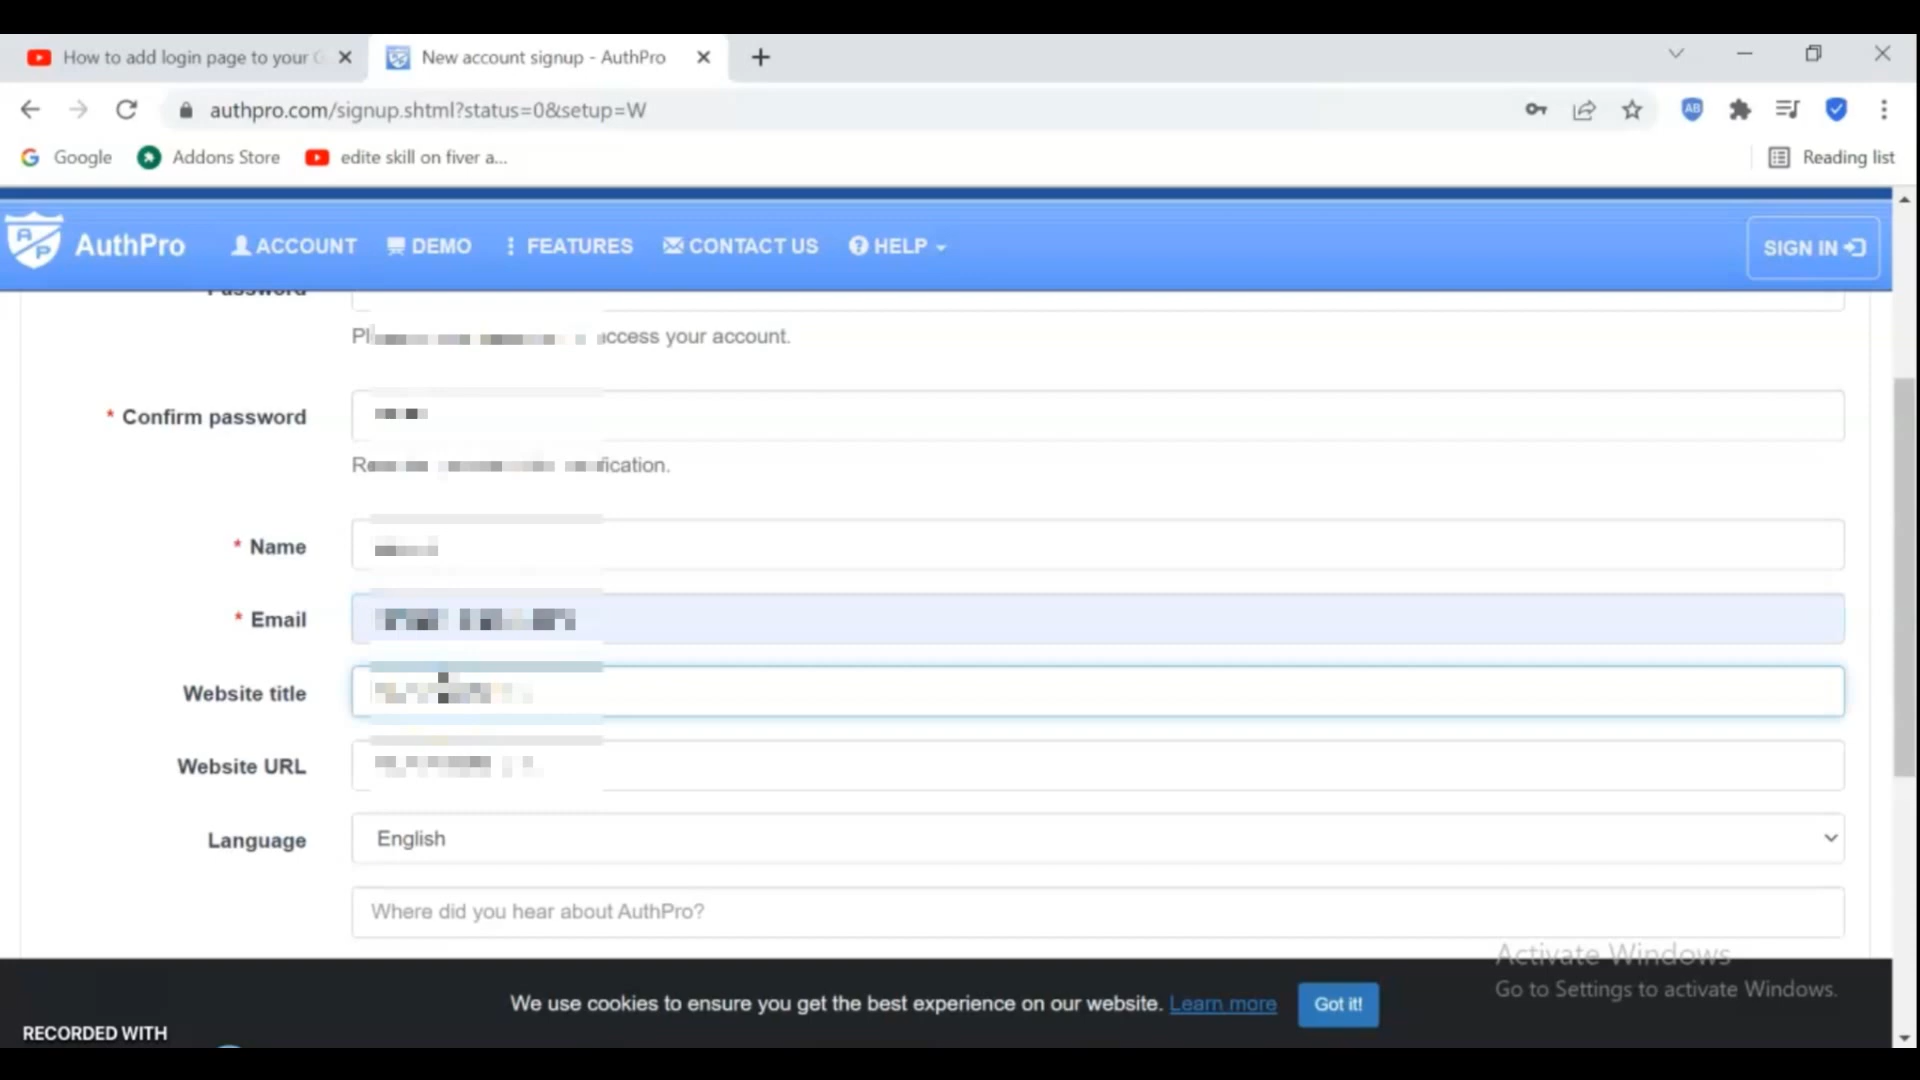 How to add login page to your
New account signup - AuthPro
authpro.com/signup.shtml?status=0&setup=W
Google
Addons Store
edite skill on fiver a...
Reading list
AuthPro
ACCOUNT
DEMO
FEATURES
CONTACT US
HELP
SIGN IN
Password
access your account.
* Confirm password
* Name
* Email
Website title
Website URL
Language
English
Where did you hear about AuthPro?
Activate Windows
Go to Settings to activate Windows.
We use cookies to ensure you get the best experience on our website. Learn more
Got it!
RECORDED WITH